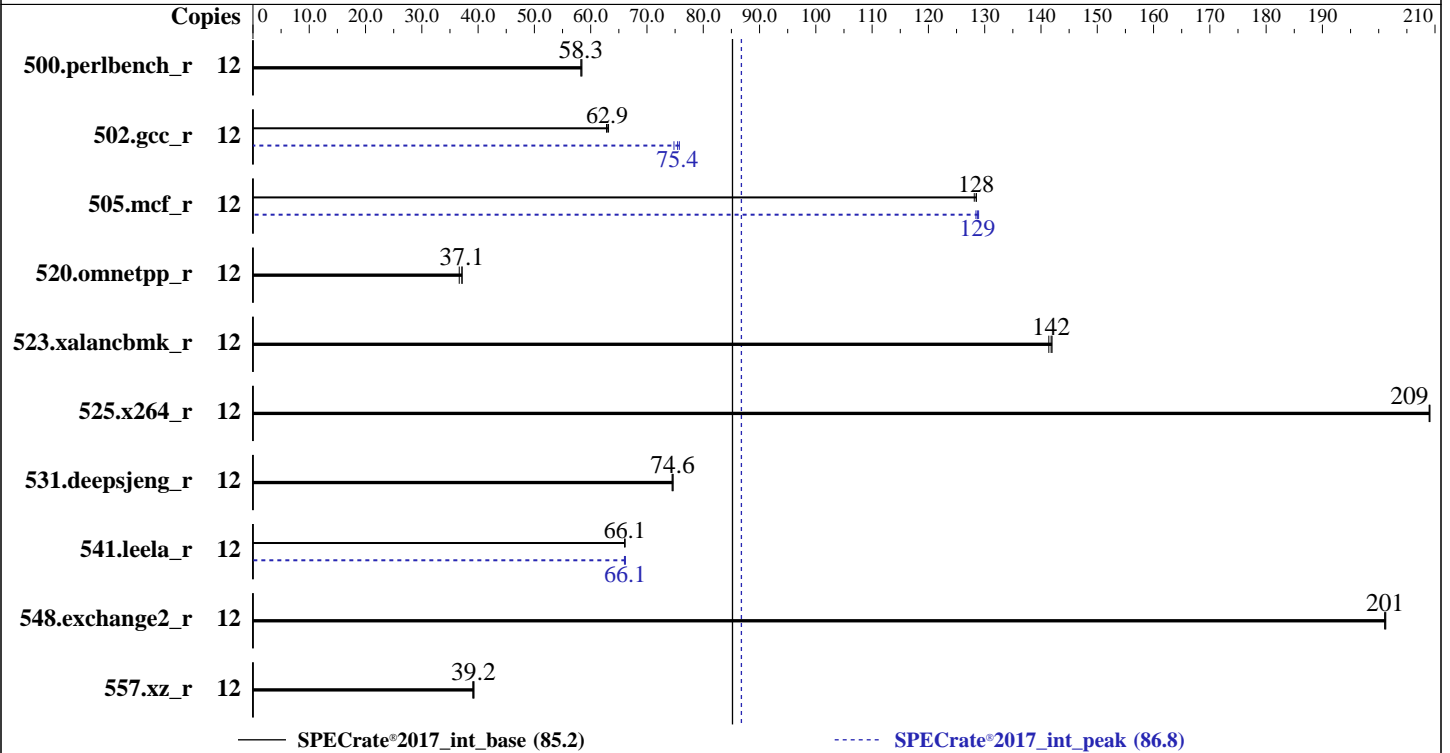 Copies 0 10.0 20.0 30.0 40.0 50.0 60.0 70.0 80.0 90.0 100 110 120 130 140 150 160 170 180 190 210
500.perlbench_r 12 58.3
502.gcc_r 12 62.9
75.4
505.mcf_r 12 128
129
520.omnetpp_r 12 37.1
523.xalancbmk_r 12 142
525.x264_r 12 209
531.deepsjeng_r 12 74.6
541.leela_r 12 66.1
66.1
548.exchange2_r 12 201
557.xz_r 12 39.2
SPECrate®2017_int_base (85.2) SPECrate®2017_int_peak (86.8)